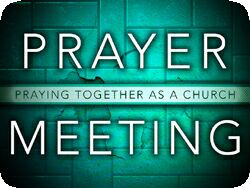 PRAYER
PRAYING TOGETHER AS A CHURCH
MEETING